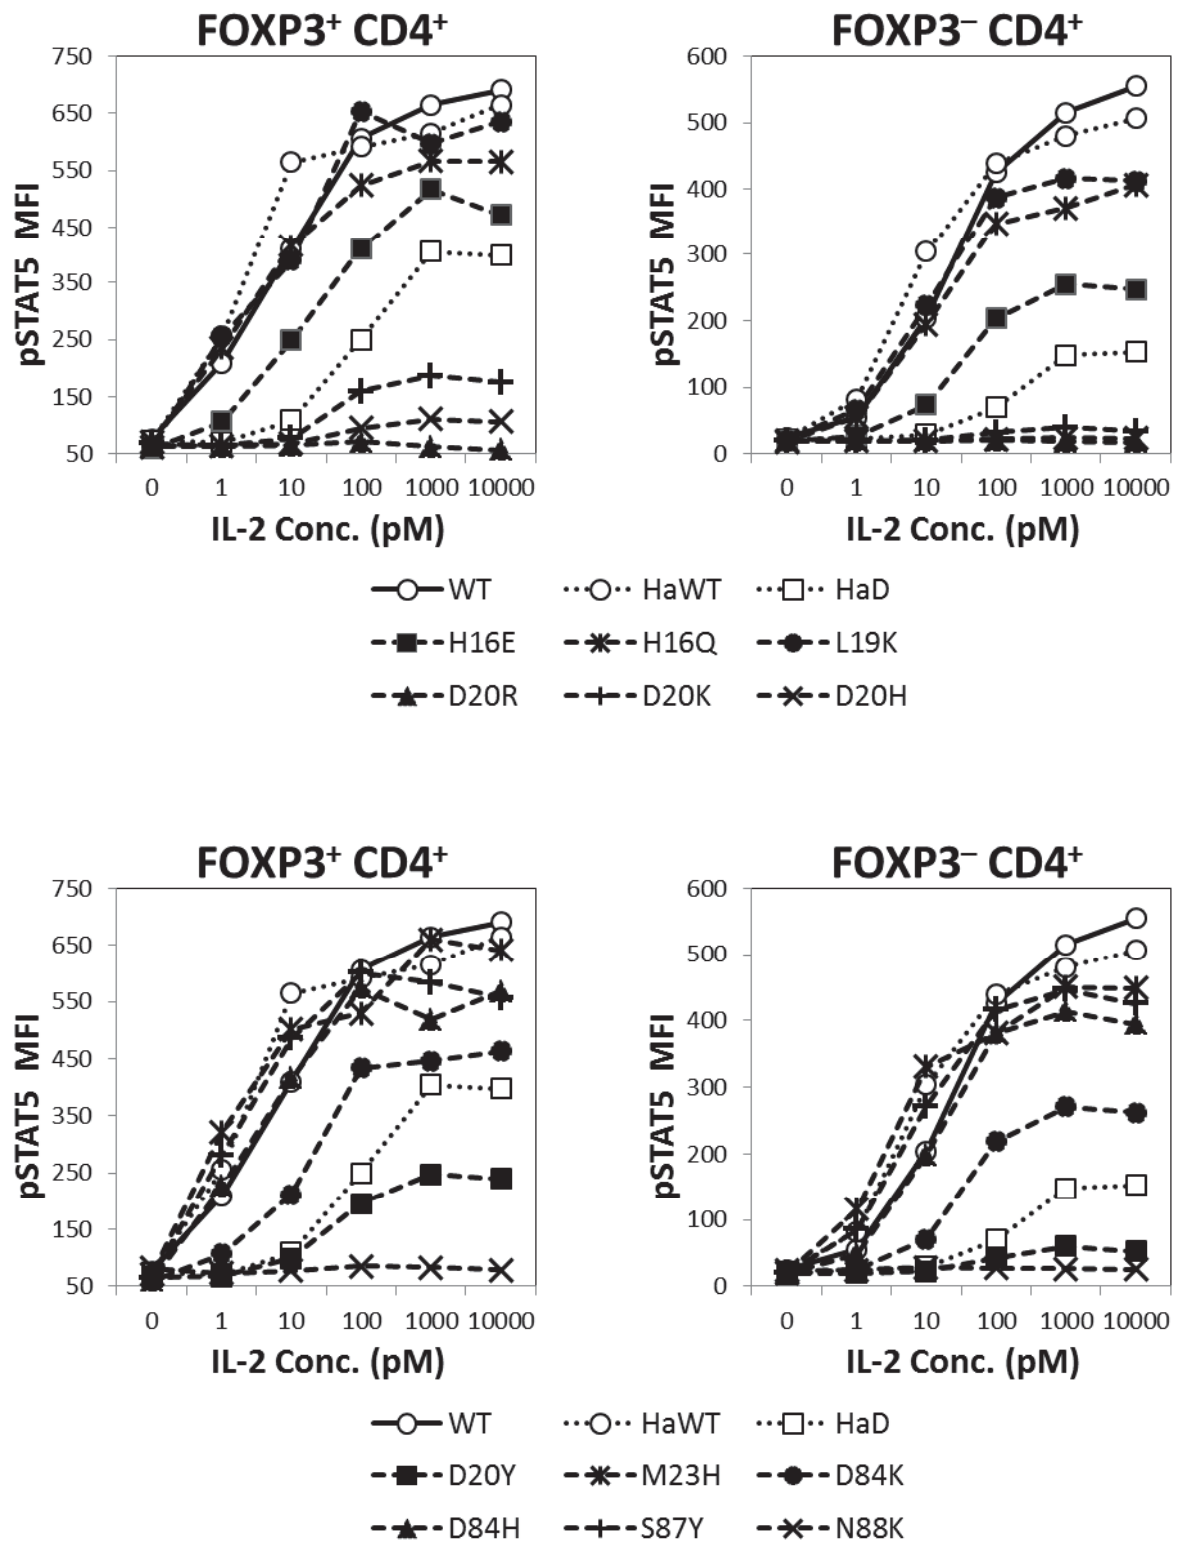 FOXP3+ CD4+
FOXP3– CD4+
750
650
550
450
350
250
150
50
pSTAT5 MFI
0 1 10 100 1000 10000
IL-2 Conc. (pM)
600
500
400
300
200
100
0
pSTAT5 MFI
0 1 10 100 1000 10000
IL-2 Conc. (pM)
WT HaWT HaD
H16E H16Q L19K
D20R D20K D20H
FOXP3+ CD4+
FOXP3– CD4+
750
650
550
450
350
250
150
50
pSTAT5 MFI
0 1 10 100 1000 10000
IL-2 Conc. (pM)
600
500
400
300
200
100
0
pSTAT5 MFI
0 1 10 100 1000 10000
IL-2 Conc. (pM)
WT HaWT HaD
D20Y M23H D84K
D84H S87Y N88K